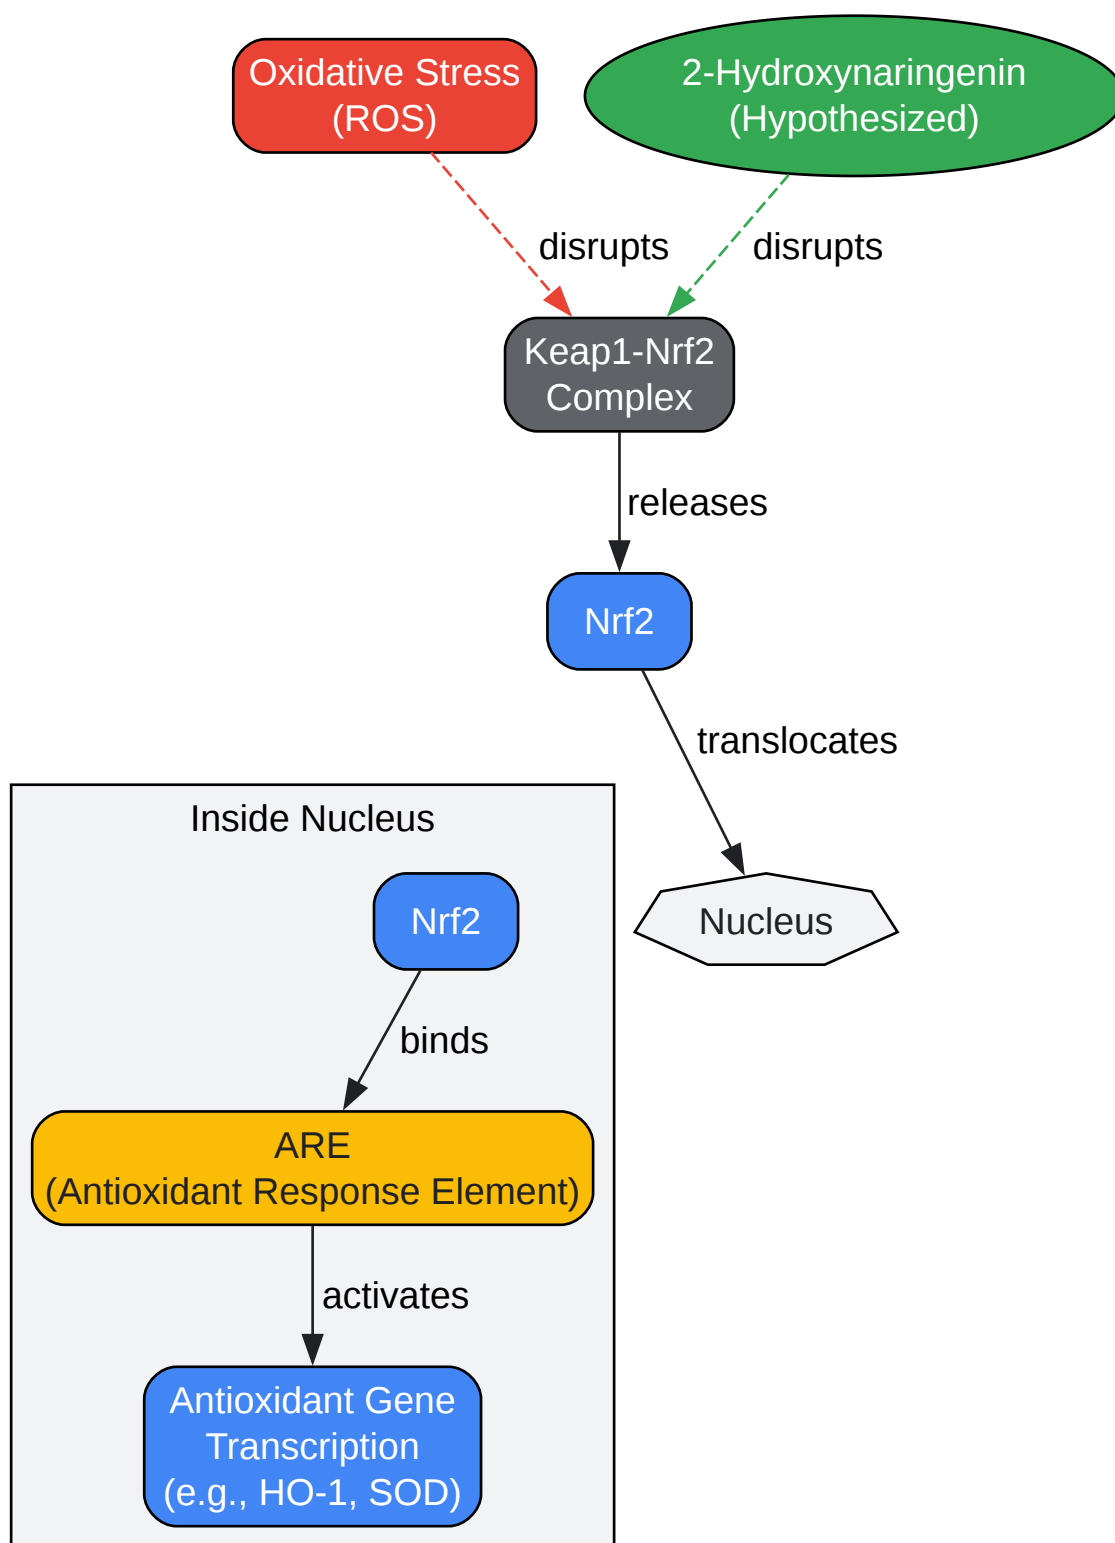 Oxidative Stress
(ROS)
2-Hydroxynaringenin
(Hypothesized)
disrupts
disrupts
Keap1-Nrf2
Complex
releases
Nrf2
translocates
Inside Nucleus
Nrf2
Nucleus
binds
ARE
(Antioxidant Response Element)
activates
Antioxidant Gene
Transcription
(e.g., HO-1, SOD)